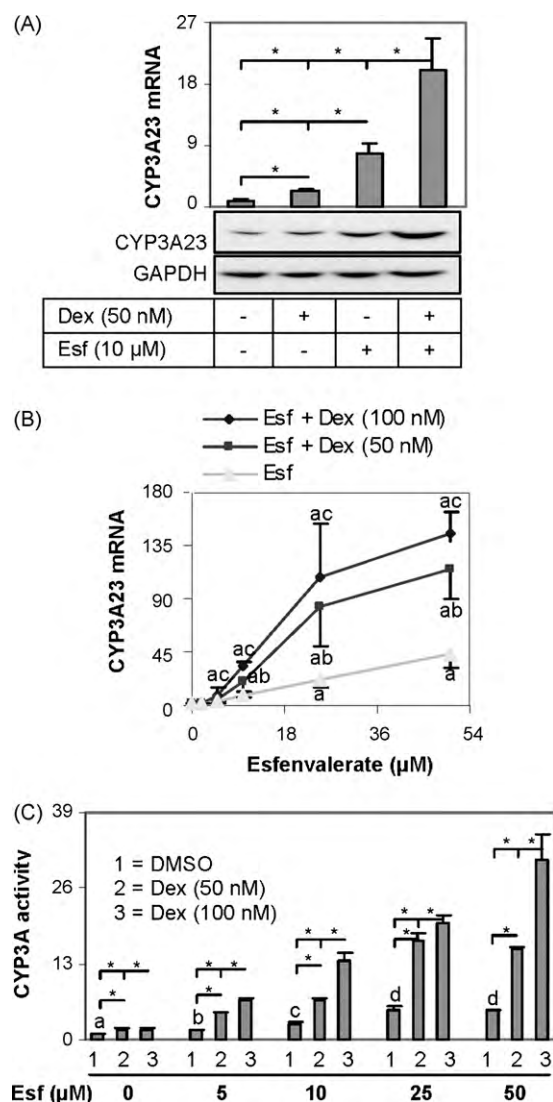 (A)
27
18
9
0
CYP3A23 mRNA
* * *
* *
*
CYP3A23
GAPDH
Dex (50 nM) - + - +
Esf (10 µM) - - + +
(B)
Esf + Dex (100 nM)
Esf + Dex (50 nM)
Esf
180
135
90
45
0
CYP3A23 mRNA
ac ac
ab
ab
a a
ac
ab
0 18 36 54
Esfenvalerate (µM)
(C)
39
26
13
0
CYP3A activity
1 = DMSO
2 = Dex (50 nM)
3 = Dex (100 nM)
* * * * * * * * * *
* * * * *
a b c d d
1 2 3 1 2 3 1 2 3 1 2 3 1 2 3
Esf (µM) 0 5 10 25 50